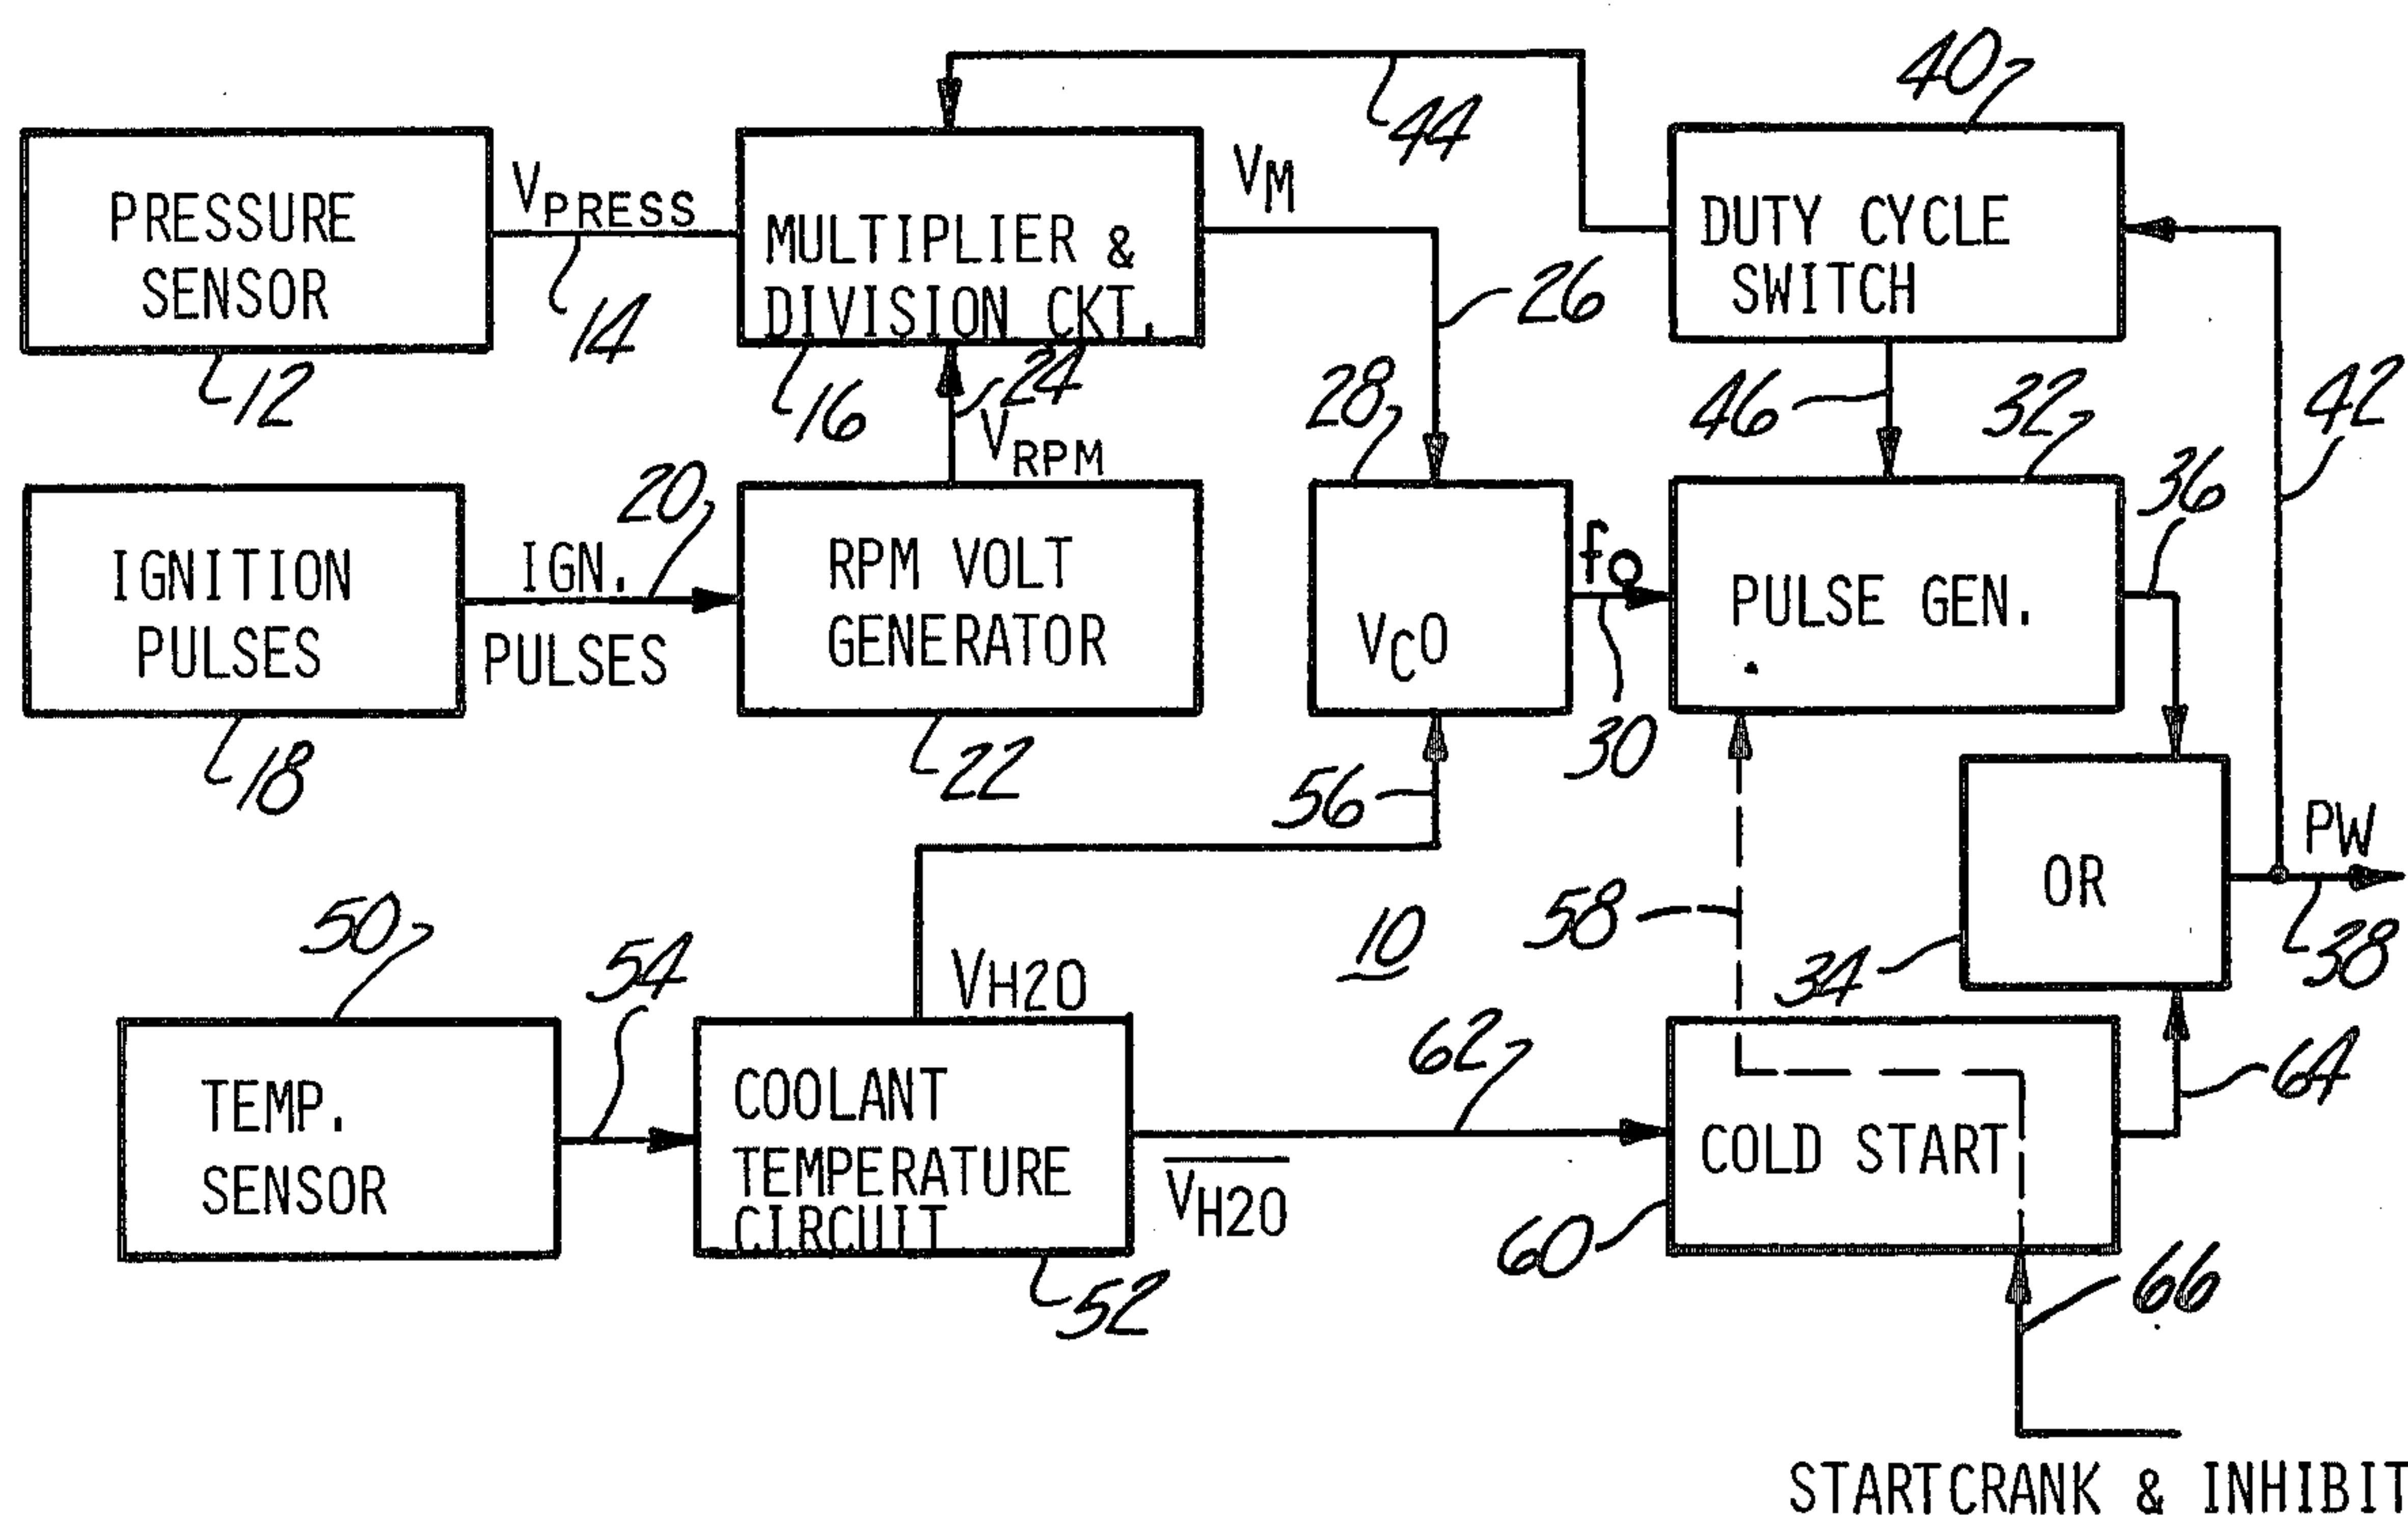 40
44
PRESSURE
SENSOR
VPRESS
14
12
MULTIPLIER &
DIVISION CKT.
16
VM
26
DUTY CYCLE
SWITCH
46
42
24
VRPM
28
32
36
IGNITION
PULSES
18
20
IGN.
PULSES
RPM VOLT
GENERATOR
22
VCO
fo
30
PULSE GEN.
56
58
OR
34
PW
38
10
50
54
TEMP.
SENSOR
VH2O
COOLANT
TEMPERATURE
CIRCUIT
52
62
V̅H̅2̅O̅
COLD START
60
64
66
STARTCRANK & INHIBIT